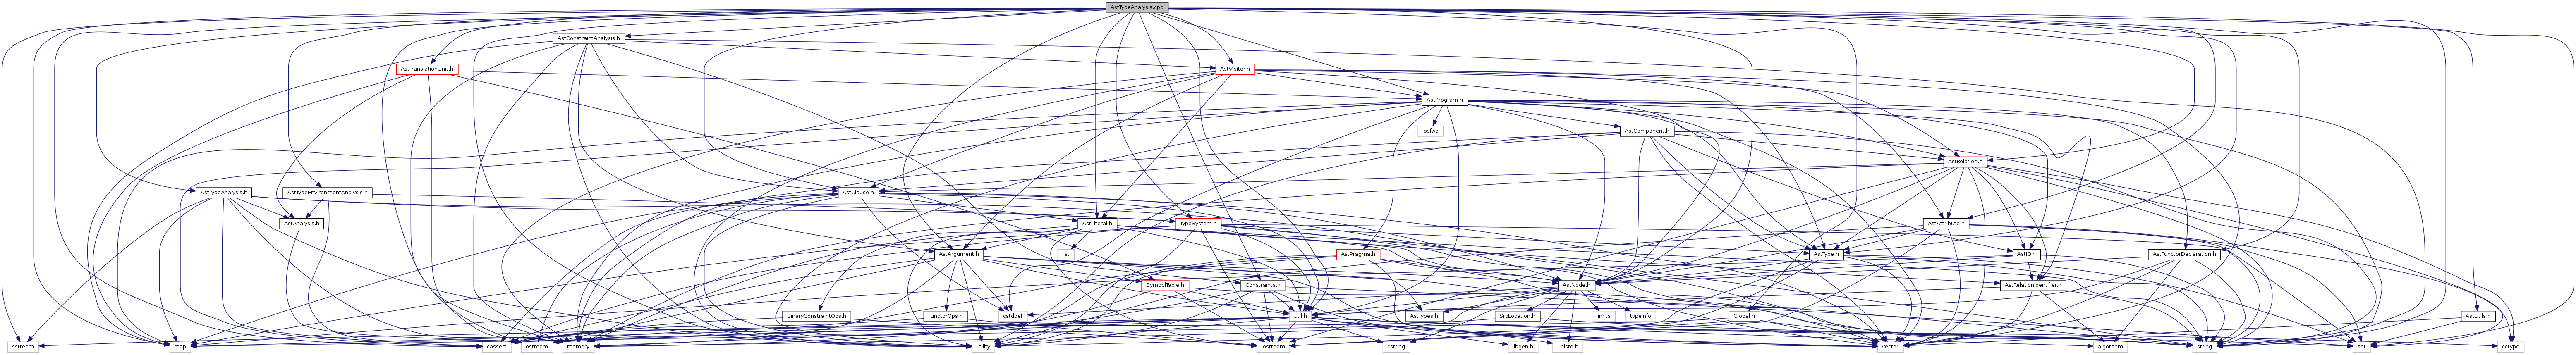 AstTypeAnalysis.cpp
AstConstraintAnalysis.h
AstTranslationUnit.h
AstVisitor.h
AstProgram.h
iosfwd
AstComponent.h
AstRelation.h
AstTypeAnalysis.h
AstTypeEnvironmentAnalysis.h
AstClause.h
AstAnalysis.h
AstLiteral.h
TypeSystem.h
AstAttribute.h
list
AstArgument.h
AstPragma.h
AstType.h
AstIO.h
AstFunctorDeclaration.h
SymbolTable.h
Constraints.h
AstNode.h
AstRelationIdentifier.h
BinaryConstraintOps.h
FunctorOps.h
cstddef
Util.h
AstTypes.h
SrcLocation.h
limits
typeinfo
Global.h
AstUtils.h
sstream
map
cassert
ostream
memory
utility
iostream
cstring
libgen.h
unistd.h
vector
algorithm
string
set
cctype